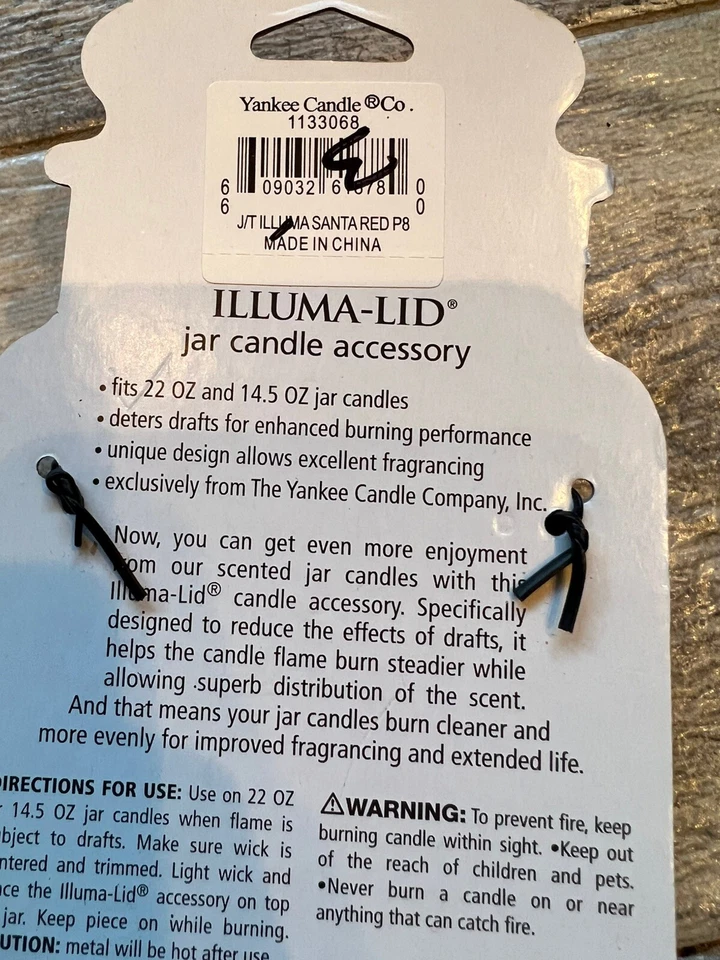 Yankee Candle ® Co.
1133068
6 09032 0
6 0
J/T ILLUMA SANTA RED P8
MADE IN CHINA
ILLUMA-LID®
jar candle accessory
• fits 22 OZ and 14.5 OZ jar candles
• deters drafts for enhanced burning performance
• unique design allows excellent fragrancing
• exclusively from The Yankee Candle Company, Inc.
Now, you can get even more enjoyment
from our scented jar candles with this
Illuma-Lid® candle accessory. Specifically
designed to reduce the effects of drafts, it
helps the candle flame burn steadier while
allowing .superb distribution of the scent.
And that means your jar candles burn cleaner and
more evenly for improved fragrancing and extended life.
DIRECTIONS FOR USE: Use on 22 OZ
14.5 OZ jar candles when flame is
bject to drafts. Make sure wick is
ntered and trimmed. Light wick and
ce the Illuma-Lid® accessory on top
jar. Keep piece on while burning.
UTION: metal will be hot after use
⚠WARNING: To prevent fire, keep
burning candle within sight. •Keep out
of the reach of children and pets.
•Never burn a candle on or near
anything that can catch fire.